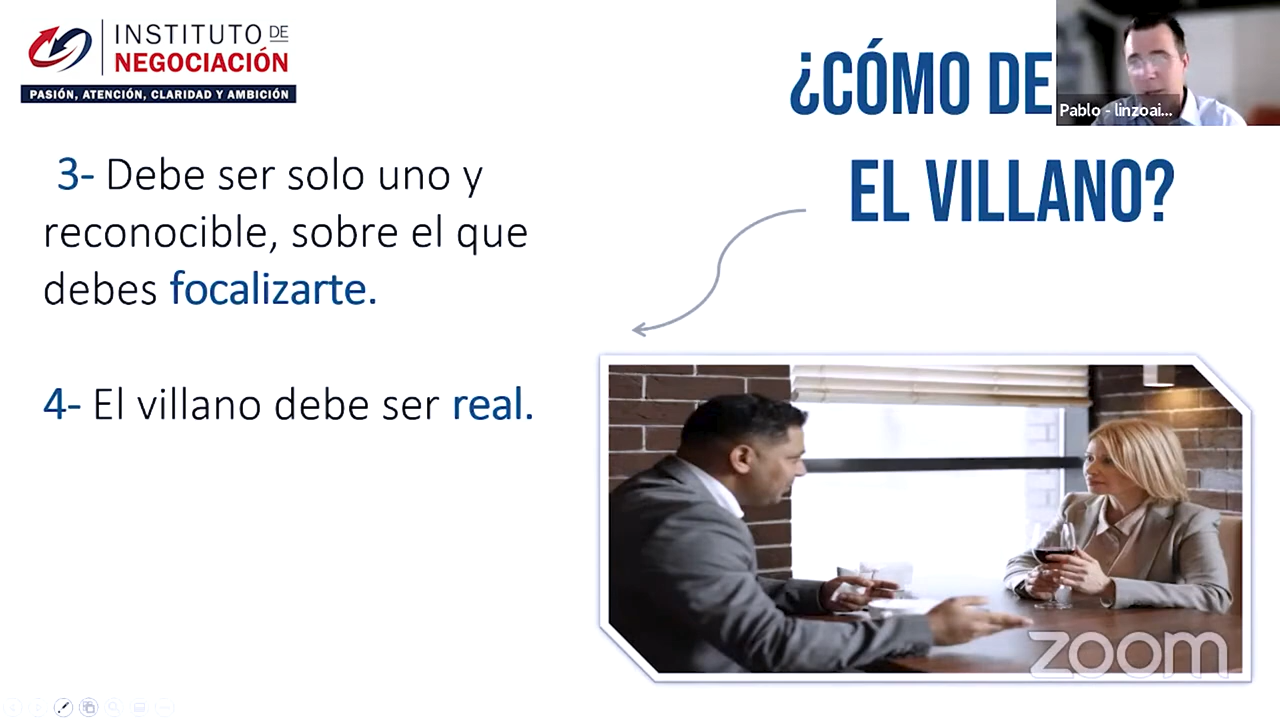 INSTITUTO DE
NEGOCIACIÓN
PASIÓN, ATENCIÓN, CLARIDAD Y AMBICIÓN
¿CÓMO DE
EL VILLANO?
Pablo - linzoai...
3- Debe ser solo uno y
reconocible, sobre el que
debes focalizarte.
4- El villano debe ser real.
zoom